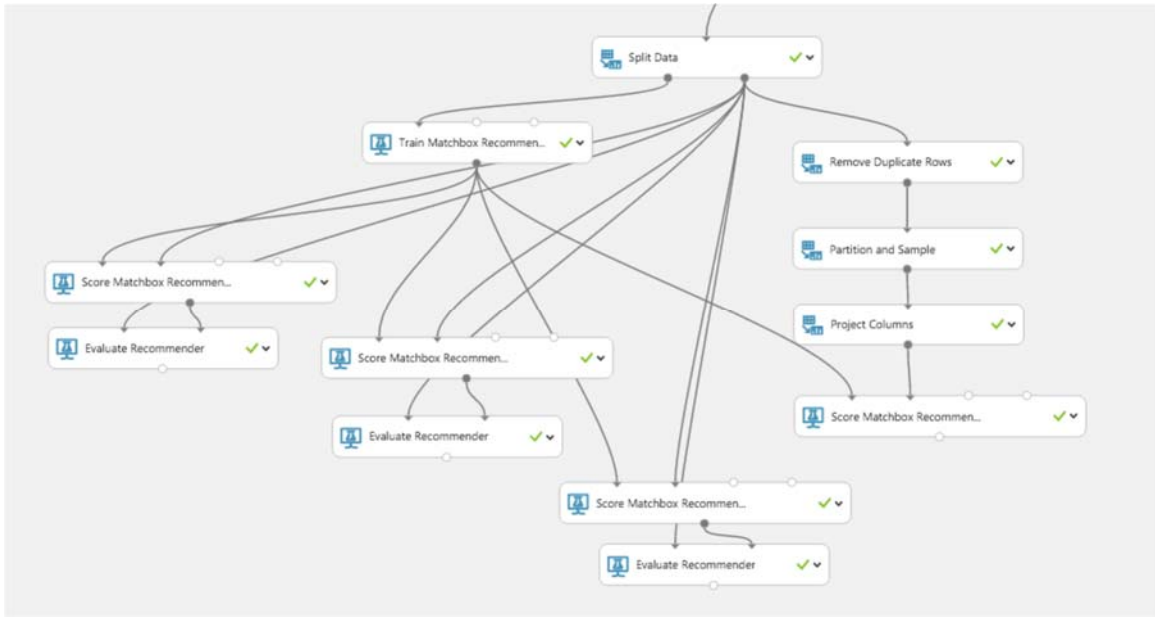 Split Data
Train Matchbox Recommen...
Remove Duplicate Rows
Partition and Sample
Score Matchbox Recommen...
Project Columns
Evaluate Recommender
Score Matchbox Recommen...
Score Matchbox Recommen...
Evaluate Recommender
Score Matchbox Recommen...
Evaluate Recommender